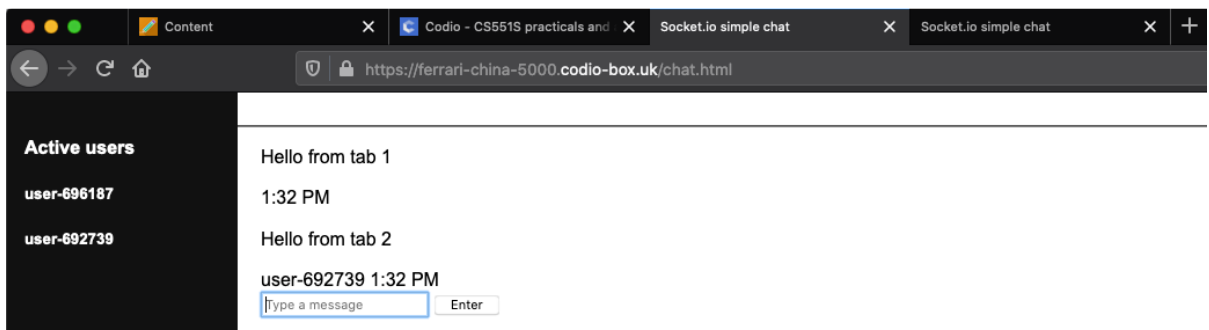 Content
Codio - CS551S practicals and
Socket.io simple chat
Socket.io simple chat
https://ferrari-china-5000.codio-box.uk/chat.html
Active users
user-696187
user-692739
Hello from tab 1
1:32 PM
Hello from tab 2
user-692739 1:32 PM
Type a message
Enter